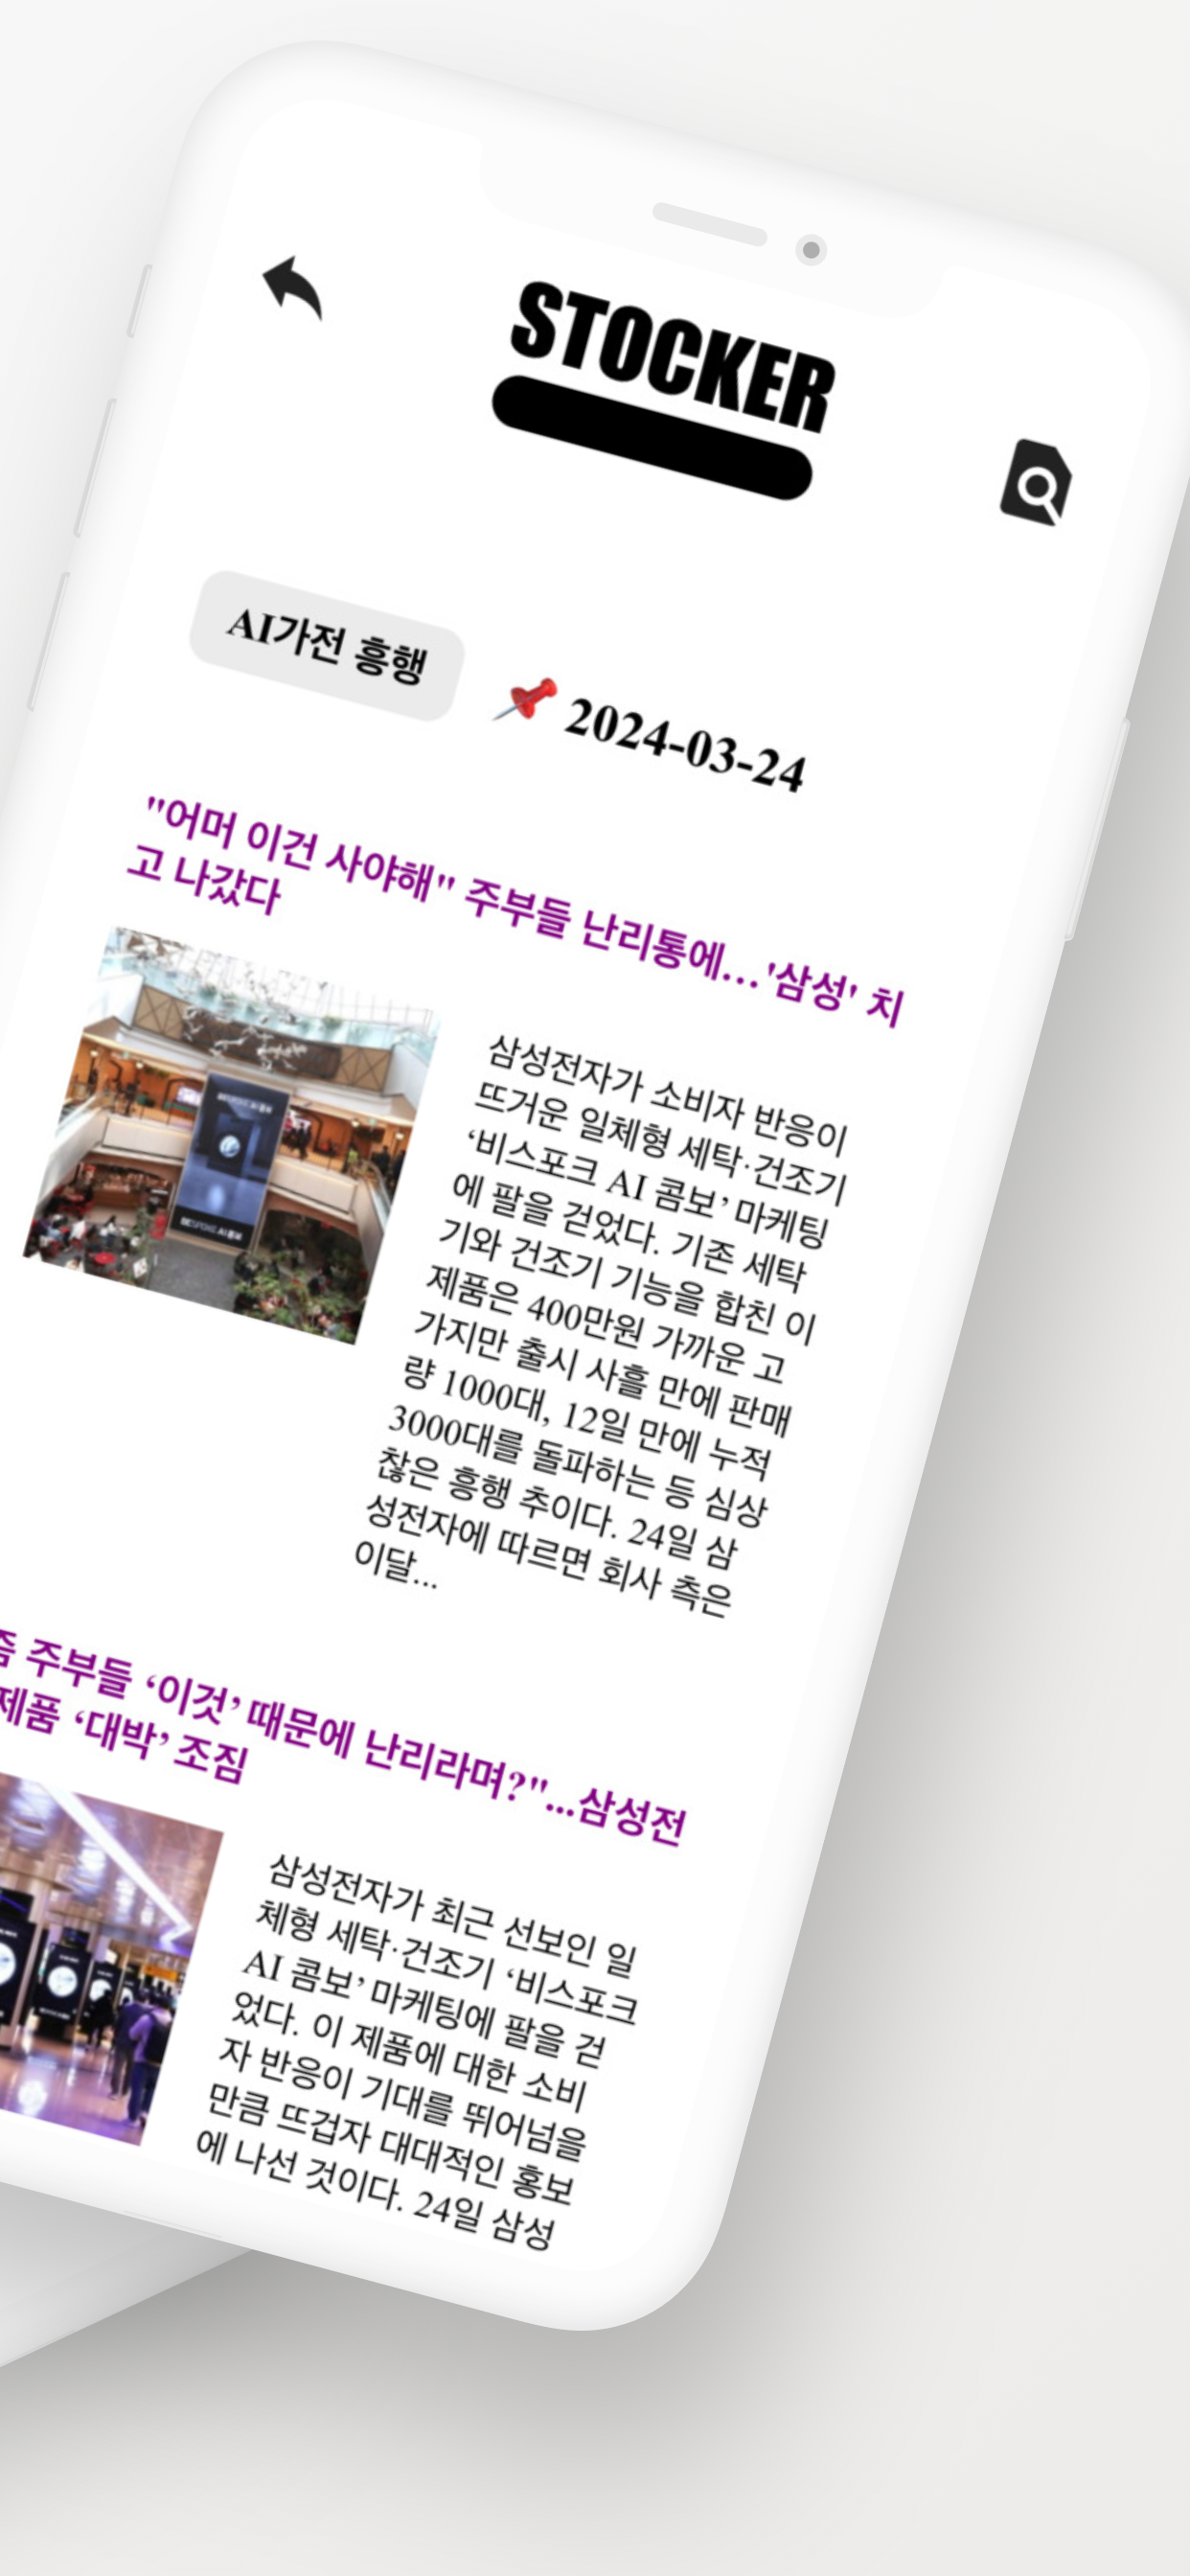 STOCKER
AI가전 흥행
2024-03-24
"어머 이건 사야해" 주부들 난리통에…'삼성' 치
고 나갔다
삼성전자가 소비자 반응이
뜨거운 일체형 세탁·건조기
‘비스포크 AI 콤보’ 마케팅
에 팔을 걷었다. 기존 세탁
기와 건조기 기능을 합친 이
제품은 400만원 가까운 고
가지만 출시 사흘 만에 판매
량 1000대, 12일 만에 누적
3000대를 돌파하는 등 심상
찮은 흥행 추이다. 24일 삼
성전자에 따르면 회사 측은
이달...
주부들 ‘이것’ 때문에 난리라며?"...삼성전
제품 ‘대박’ 조짐
삼성전자가 최근 선보인 일
체형 세탁·건조기 ‘비스포크
AI 콤보’ 마케팅에 팔을 걷
었다. 이 제품에 대한 소비
자 반응이 기대를 뛰어넘을
만큼 뜨겁자 대대적인 홍보
에 나선 것이다. 24일 삼성